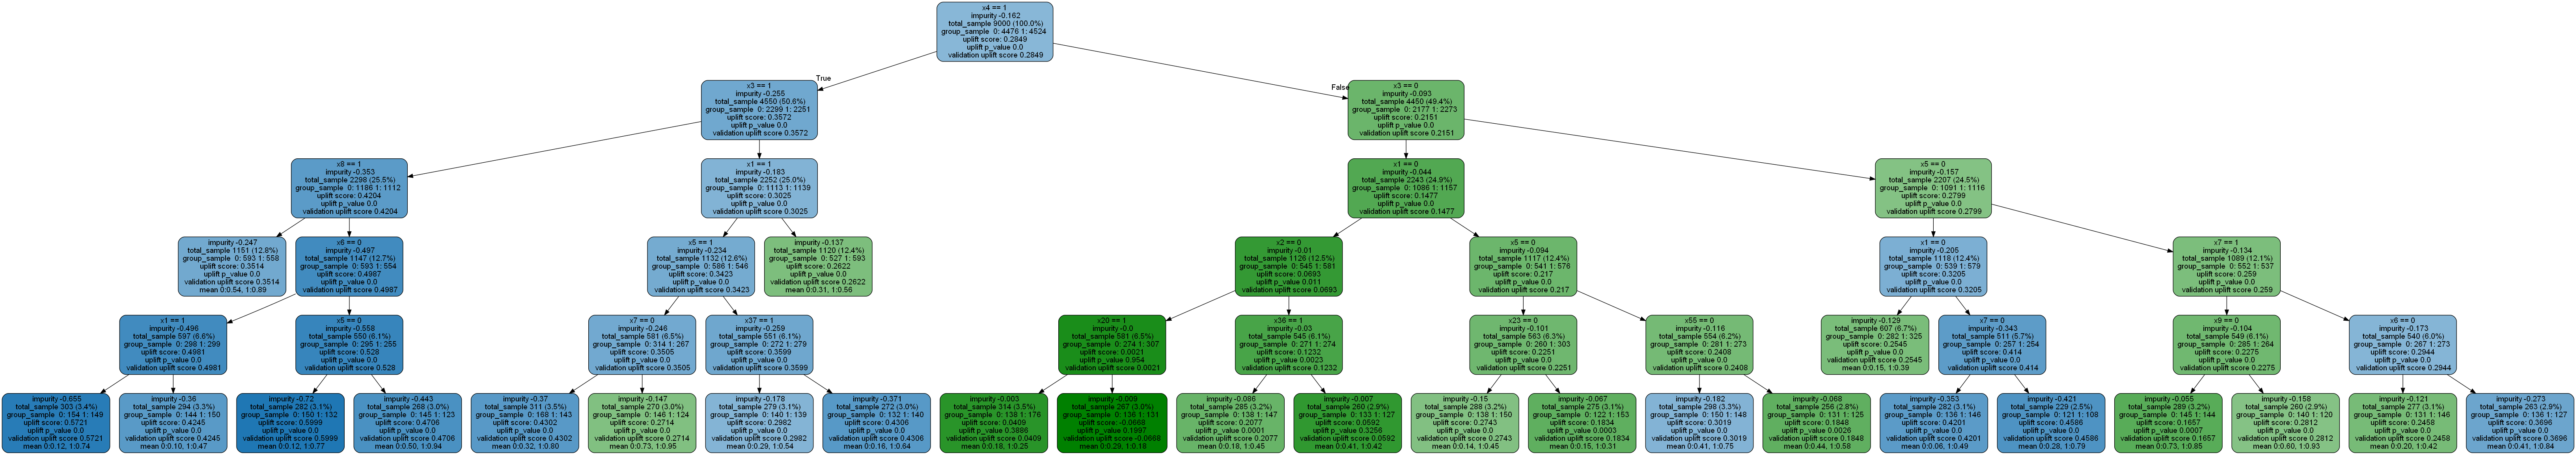 x4 == 1
impurity -0.162
total_sample 9000 (100.0%)
group_sample 0: 4476 1: 4524
uplift score: 0.2849
uplift p_value 0.0
validation uplift score 0.2849
True
False
x3 == 1
impurity -0.255
total_sample 4550 (50.6%)
group_sample 0: 2299 1: 2251
uplift score: 0.3572
uplift p_value 0.0
validation uplift score 0.3572
x3 == 0
impurity -0.093
total_sample 4450 (49.4%)
group_sample 0: 2177 1: 2273
uplift score: 0.2151
uplift p_value 0.0
validation uplift score 0.2151
x8 == 1
impurity -0.353
total_sample 2298 (25.5%)
group_sample 0: 1186 1: 1112
uplift score: 0.4204
uplift p_value 0.0
validation uplift score 0.4204
x1 == 1
impurity -0.183
total_sample 2252 (25.0%)
group_sample 0: 1113 1: 1139
uplift score: 0.3025
uplift p_value 0.0
validation uplift score 0.3025
x1 == 0
impurity -0.044
total_sample 2243 (24.9%)
group_sample 0: 1086 1: 1157
uplift score: 0.1477
uplift p_value 0.0
validation uplift score 0.1477
x5 == 0
impurity -0.157
total_sample 2207 (24.5%)
group_sample 0: 1091 1: 1116
uplift score: 0.2799
uplift p_value 0.0
validation uplift score 0.2799
impurity -0.247
total_sample 1151 (12.8%)
group_sample 0: 593 1: 558
uplift score: 0.3514
uplift p_value 0.0
validation uplift score 0.3514
mean 0:0.54, 1:0.89
x6 == 0
impurity -0.497
total_sample 1147 (12.7%)
group_sample 0: 593 1: 554
uplift score: 0.4987
uplift p_value 0.0
validation uplift score 0.4987
x5 == 1
impurity -0.234
total_sample 1132 (12.6%)
group_sample 0: 586 1: 546
uplift score: 0.3423
uplift p_value 0.0
validation uplift score 0.3423
impurity -0.137
total_sample 1120 (12.4%)
group_sample 0: 527 1: 593
uplift score: 0.2622
uplift p_value 0.0
validation uplift score 0.2622
mean 0:0.31, 1:0.56
x2 == 0
impurity -0.01
total_sample 1126 (12.5%)
group_sample 0: 545 1: 581
uplift score: 0.0693
uplift p_value 0.011
validation uplift score 0.0693
x5 == 0
impurity -0.094
total_sample 1117 (12.4%)
group_sample 0: 541 1: 576
uplift score: 0.217
uplift p_value 0.0
validation uplift score 0.217
x1 == 0
impurity -0.205
total_sample 1118 (12.4%)
group_sample 0: 539 1: 579
uplift score: 0.3205
uplift p_value 0.0
validation uplift score 0.3205
x7 == 1
impurity -0.134
total_sample 1089 (12.1%)
group_sample 0: 552 1: 537
uplift score: 0.259
uplift p_value 0.0
validation uplift score 0.259
x1 == 1
impurity -0.496
total_sample 597 (6.6%)
group_sample 0: 298 1: 299
uplift score: 0.4981
uplift p_value 0.0
validation uplift score 0.4981
x5 == 0
impurity -0.558
total_sample 550 (6.1%)
group_sample 0: 295 1: 255
uplift score: 0.528
uplift p_value 0.0
validation uplift score 0.528
x7 == 0
impurity -0.246
total_sample 581 (6.5%)
group_sample 0: 314 1: 267
uplift score: 0.3505
uplift p_value 0.0
validation uplift score 0.3505
x37 == 1
impurity -0.259
total_sample 551 (6.1%)
group_sample 0: 272 1: 279
uplift score: 0.3599
uplift p_value 0.0
validation uplift score 0.3599
x20 == 1
impurity -0.0
total_sample 581 (6.5%)
group_sample 0: 274 1: 307
uplift score: 0.0021
uplift p_value 0.954
validation uplift score 0.0021
x36 == 1
impurity -0.03
total_sample 545 (6.1%)
group_sample 0: 271 1: 274
uplift score: 0.1232
uplift p_value 0.0023
validation uplift score 0.1232
x23 == 0
impurity -0.101
total_sample 563 (6.3%)
group_sample 0: 260 1: 303
uplift score: 0.2251
uplift p_value 0.0
validation uplift score 0.2251
x55 == 0
impurity -0.116
total_sample 554 (6.2%)
group_sample 0: 281 1: 273
uplift score: 0.2408
uplift p_value 0.0
validation uplift score 0.2408
impurity -0.129
total_sample 607 (6.7%)
group_sample 0: 282 1: 325
uplift score: 0.2545
uplift p_value 0.0
validation uplift score 0.2545
mean 0:0.15, 1:0.39
x7 == 0
impurity -0.343
total_sample 511 (5.7%)
group_sample 0: 257 1: 254
uplift score: 0.414
uplift p_value 0.0
validation uplift score 0.414
x9 == 0
impurity -0.104
total_sample 549 (6.1%)
group_sample 0: 285 1: 264
uplift score: 0.2275
uplift p_value 0.0
validation uplift score 0.2275
x6 == 0
impurity -0.173
total_sample 540 (6.0%)
group_sample 0: 267 1: 273
uplift score: 0.2944
uplift p_value 0.0
validation uplift score 0.2944
impurity -0.655
total_sample 303 (3.4%)
group_sample 0: 154 1: 149
uplift score: 0.5721
uplift p_value 0.0
validation uplift score 0.5721
mean 0:0.12, 1:0.74
impurity -0.36
total_sample 294 (3.3%)
group_sample 0: 144 1: 150
uplift score: 0.4245
uplift p_value 0.0
validation uplift score 0.4245
mean 0:0.10, 1:0.47
impurity -0.72
total_sample 282 (3.1%)
group_sample 0: 150 1: 132
uplift score: 0.5999
uplift p_value 0.0
validation uplift score 0.5999
mean 0:0.12, 1:0.77
impurity -0.443
total_sample 268 (3.0%)
group_sample 0: 145 1: 123
uplift score: 0.4706
uplift p_value 0.0
validation uplift score 0.4706
mean 0:0.50, 1:0.94
impurity -0.37
total_sample 311 (3.5%)
group_sample 0: 168 1: 143
uplift score: 0.4302
uplift p_value 0.0
validation uplift score 0.4302
mean 0:0.32, 1:0.80
impurity -0.147
total_sample 270 (3.0%)
group_sample 0: 146 1: 124
uplift score: 0.2714
uplift p_value 0.0
validation uplift score 0.2714
mean 0:0.73, 1:0.95
impurity -0.178
total_sample 279 (3.1%)
group_sample 0: 140 1: 139
uplift score: 0.2982
uplift p_value 0.0
validation uplift score 0.2982
mean 0:0.29, 1:0.54
impurity -0.371
total_sample 272 (3.0%)
group_sample 0: 132 1: 140
uplift score: 0.4306
uplift p_value 0.0
validation uplift score 0.4306
mean 0:0.16, 1:0.64
impurity -0.003
total_sample 314 (3.5%)
group_sample 0: 138 1: 176
uplift score: 0.0409
uplift p_value 0.3886
validation uplift score 0.0409
mean 0:0.18, 1:0.25
impurity -0.009
total_sample 267 (3.0%)
group_sample 0: 136 1: 131
uplift score: -0.0668
uplift p_value 0.1997
validation uplift score -0.0668
mean 0:0.29, 1:0.18
impurity -0.086
total_sample 285 (3.2%)
group_sample 0: 138 1: 147
uplift score: 0.2077
uplift p_value 0.0001
validation uplift score 0.2077
mean 0:0.18, 1:0.45
impurity -0.007
total_sample 260 (2.9%)
group_sample 0: 133 1: 127
uplift score: 0.0592
uplift p_value 0.3256
validation uplift score 0.0592
mean 0:0.41, 1:0.42
impurity -0.15
total_sample 288 (3.2%)
group_sample 0: 138 1: 150
uplift score: 0.2743
uplift p_value 0.0
validation uplift score 0.2743
mean 0:0.14, 1:0.45
impurity -0.067
total_sample 275 (3.1%)
group_sample 0: 122 1: 153
uplift score: 0.1834
uplift p_value 0.0003
validation uplift score 0.1834
mean 0:0.15, 1:0.31
impurity -0.182
total_sample 298 (3.3%)
group_sample 0: 150 1: 148
uplift score: 0.3019
uplift p_value 0.0
validation uplift score 0.3019
mean 0:0.41, 1:0.75
impurity -0.068
total_sample 256 (2.8%)
group_sample 0: 131 1: 125
uplift score: 0.1848
uplift p_value 0.0026
validation uplift score 0.1848
mean 0:0.44, 1:0.58
impurity -0.353
total_sample 282 (3.1%)
group_sample 0: 136 1: 146
uplift score: 0.4201
uplift p_value 0.0
validation uplift score 0.4201
mean 0:0.06, 1:0.49
impurity -0.421
total_sample 229 (2.5%)
group_sample 0: 121 1: 108
uplift score: 0.4586
uplift p_value 0.0
validation uplift score 0.4586
mean 0:0.28, 1:0.79
impurity -0.055
total_sample 289 (3.2%)
group_sample 0: 145 1: 144
uplift score: 0.1657
uplift p_value 0.0007
validation uplift score 0.1657
mean 0:0.73, 1:0.85
impurity -0.158
total_sample 260 (2.9%)
group_sample 0: 140 1: 120
uplift score: 0.2812
uplift p_value 0.0
validation uplift score 0.2812
mean 0:0.60, 1:0.93
impurity -0.121
total_sample 277 (3.1%)
group_sample 0: 131 1: 146
uplift score: 0.2458
uplift p_value 0.0
validation uplift score 0.2458
mean 0:0.20, 1:0.42
impurity -0.273
total_sample 263 (2.9%)
group_sample 0: 136 1: 127
uplift score: 0.3696
uplift p_value 0.0
validation uplift score 0.3696
mean 0:0.41, 1:0.84